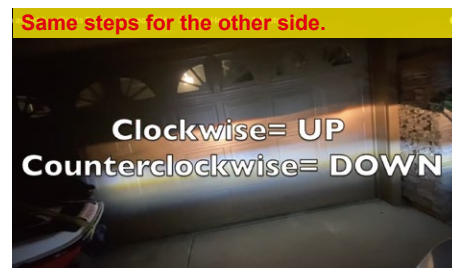 Same steps for the other side.
Clockwise= UP
Counterclockwise= DOWN